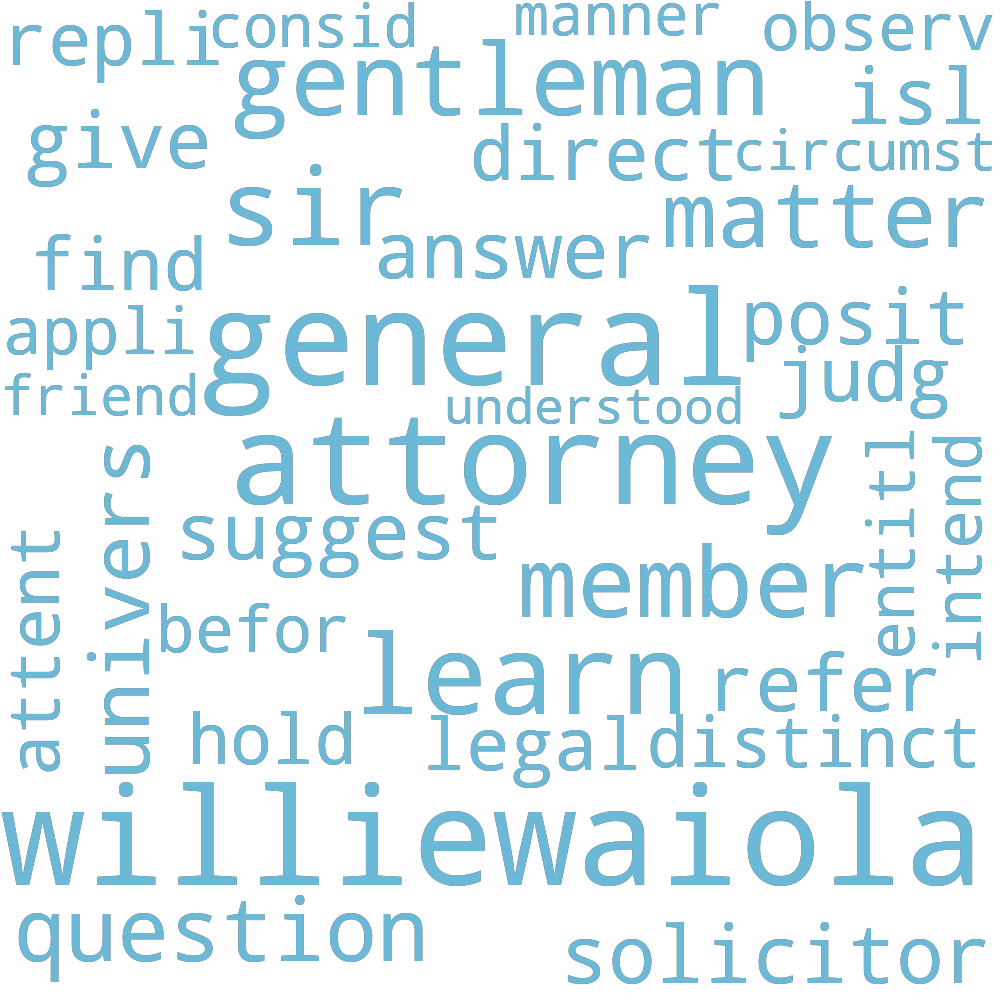 repli
consid
manner
observ
gentleman
isl
give
direct
circumst
sir
matter
answer
find
general
posit
appli
judg
friend
understood
attorney
univers
entitl
intend
suggest
attent
member
befor
learn
refer
hold
legal
distinct
williewaiola
question
solicitor